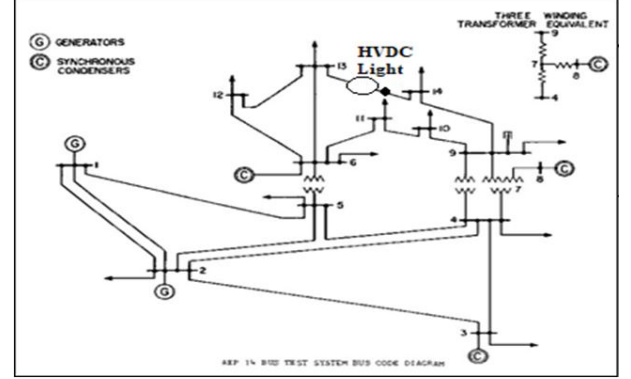 THREE WINDING
TRANSFORMER EQUIVALENT
G GENERATORS
C SYNCHRONOUS
CONDENSERS
9
7
C
8
4
HVDC
Light
13
14
12
11
10
G
9
6
C
C
8
1
7
5
4
2
G
3
C
AEP 14 BUS TEST SYSTEM BUS CODE DIAGRAM